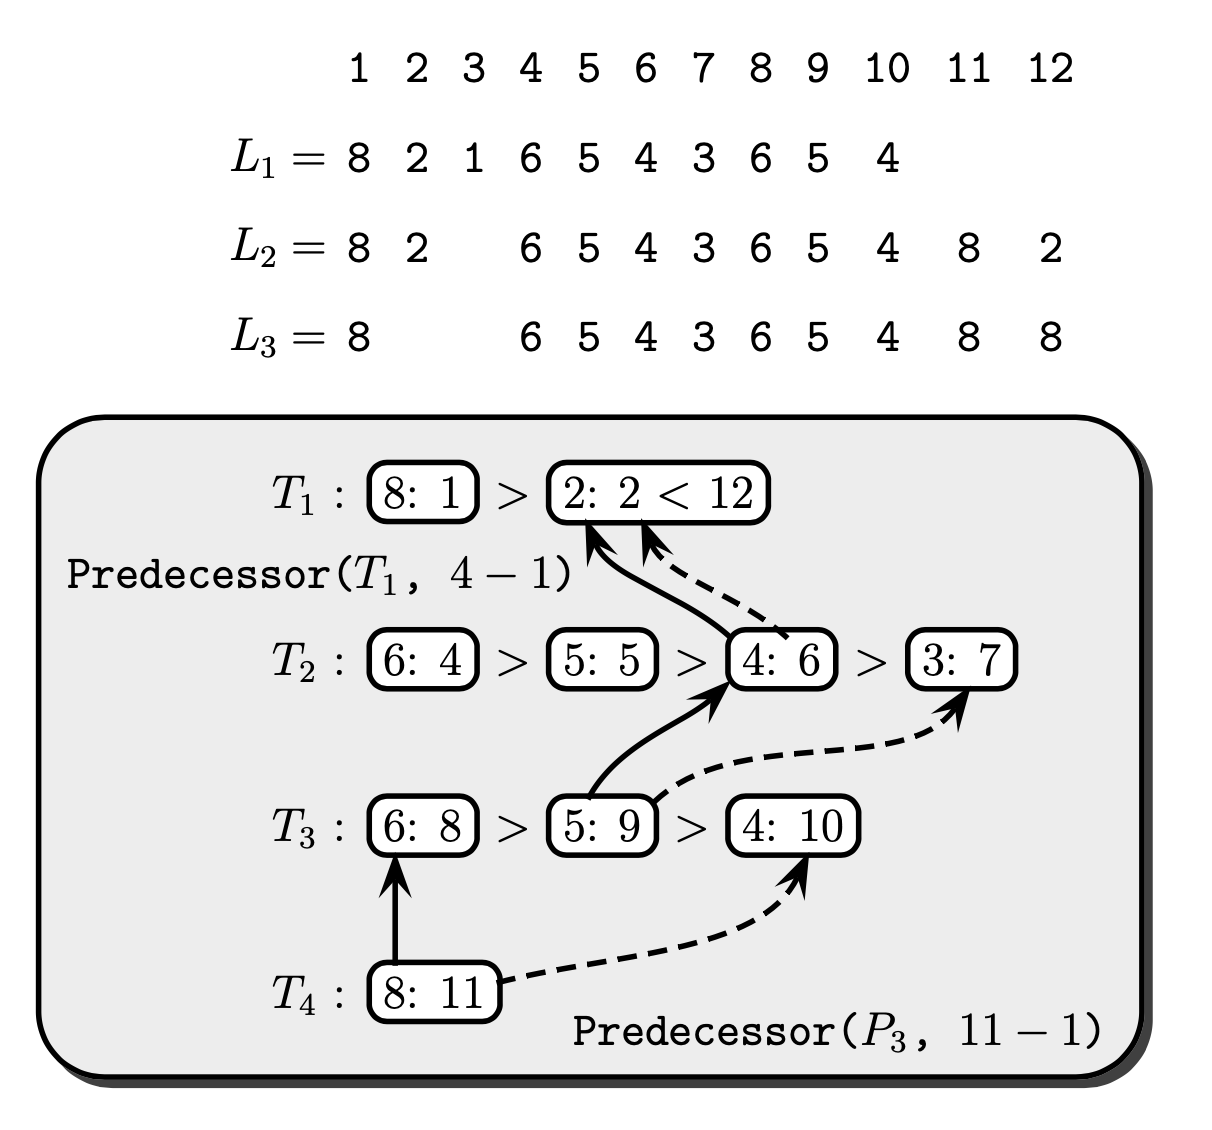 1 2 3 4 5 6 7 8 9 10 11 12
L₁ = 8 2 1 6 5 4 3 6 5 4
L₂ = 8 2 6 5 4 3 6 5 4 8 2
L₃ = 8 6 5 4 3 6 5 4 8 8
T₁ : 8: 1 > 2: 2 < 12
Predecessor(T₁, 4 − 1)
T₂ : 6: 4 > 5: 5 > 4: 6 > 3: 7
T₃ : 6: 8 > 5: 9 > 4: 10
T₄ : 8: 11
Predecessor(P₃, 11 − 1)